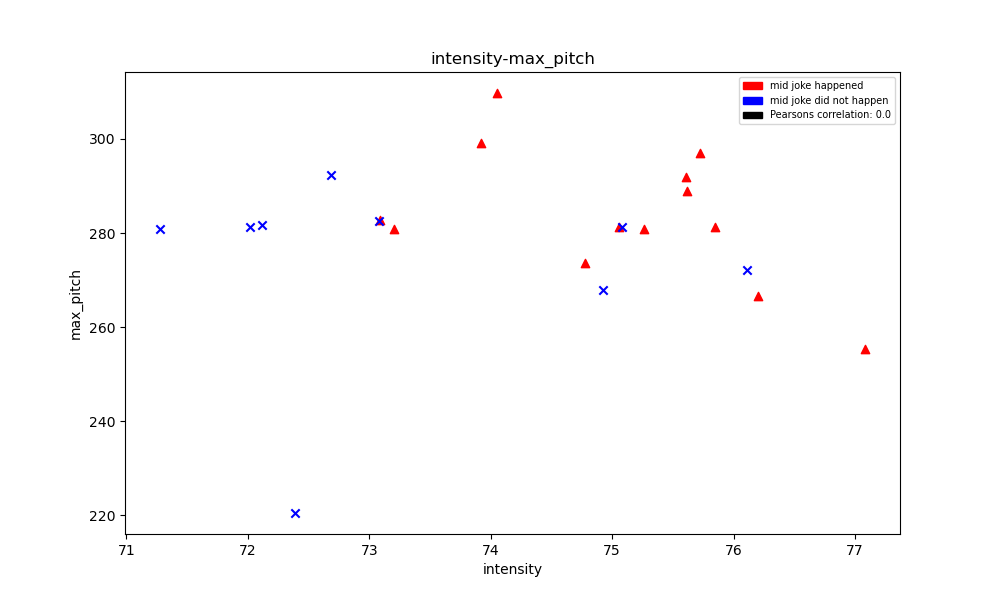 intensity-max_pitch
mid joke happened
mid joke did not happen
Pearsons correlation: 0.0
max_pitch
300
280
260
240
220
71 72 73 74 75 76 77
intensity